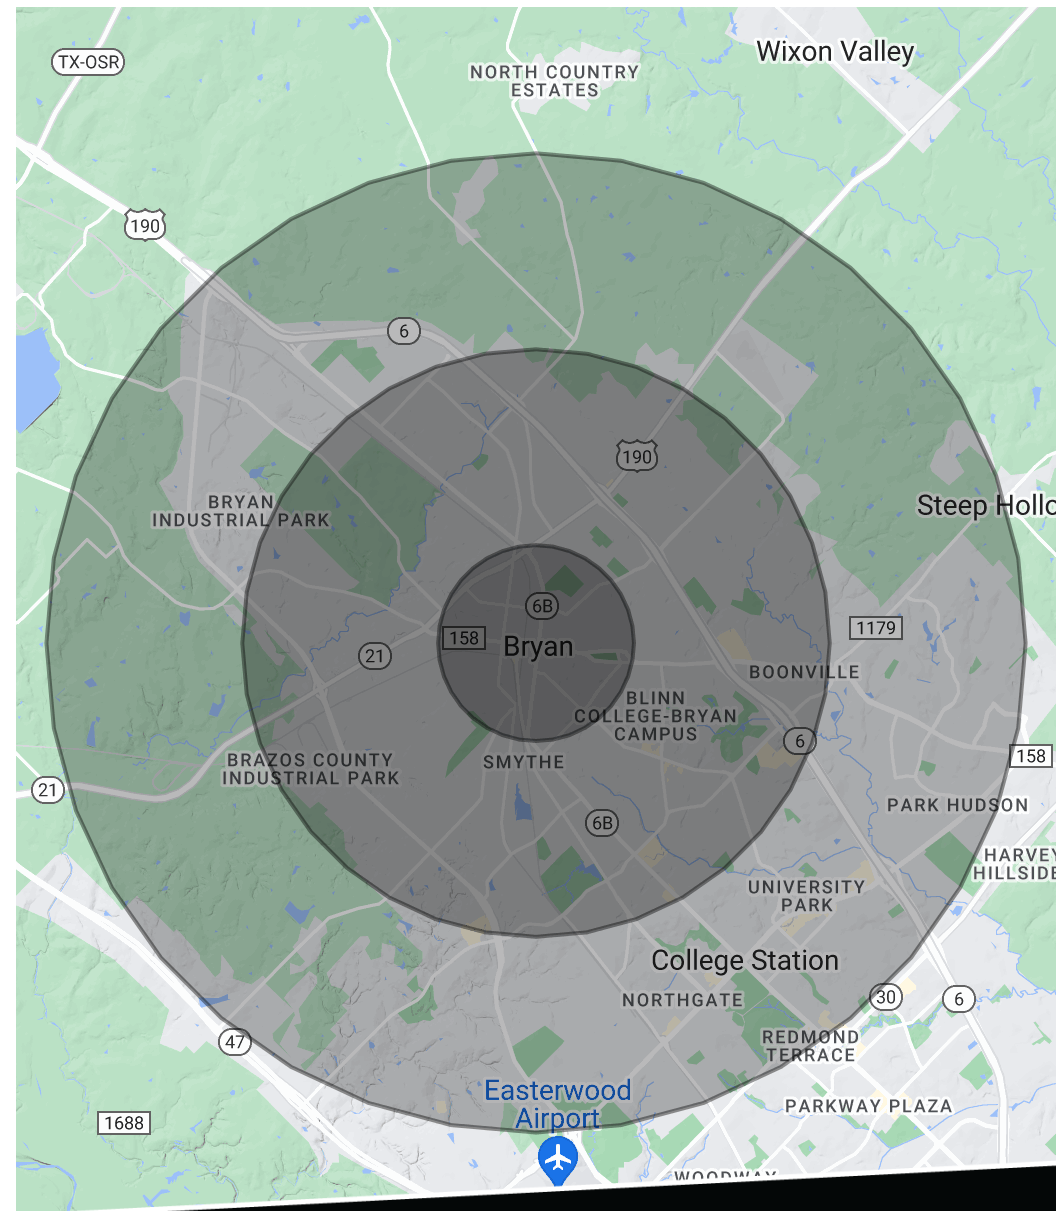 Wixon Valley
TX-OSR
NORTH COUNTRY
ESTATES
190
6
190
Steep Hollo
BRYAN
INDUSTRIAL PARK
6B
1179
158
Bryan
21
BOONVILLE
BLINN
COLLEGE-BRYAN
CAMPUS
6
158
SMYTHE
BRAZOS COUNTY
INDUSTRIAL PARK
21
PARK HUDSON
6B
HARVEY
HILLSIDE
UNIVERSITY
PARK
College Station
NORTHGATE
30
6
47
REDMOND
TERRACE
Easterwood
Airport
PARKWAY PLAZA
1688
WOODWAY